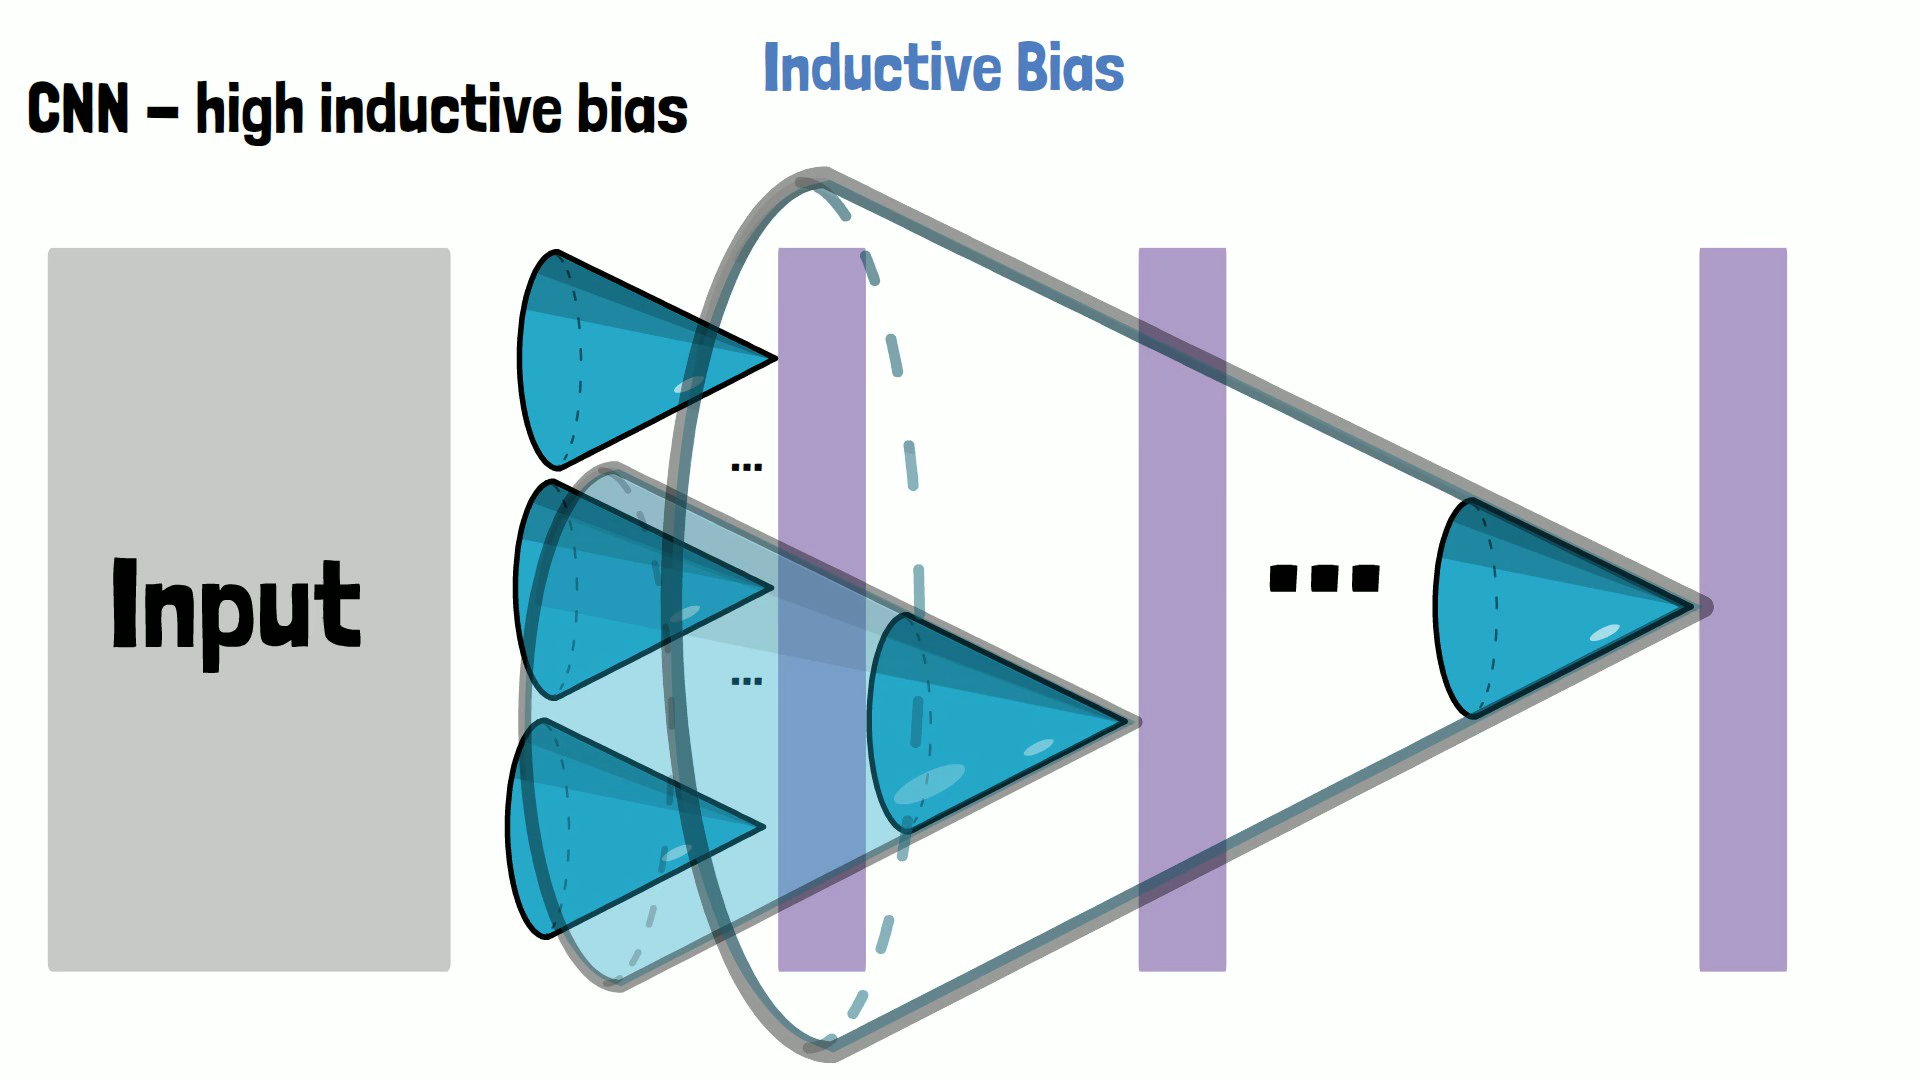 Inductive Bias
CNN – high inductive bias
...
Input
...
...